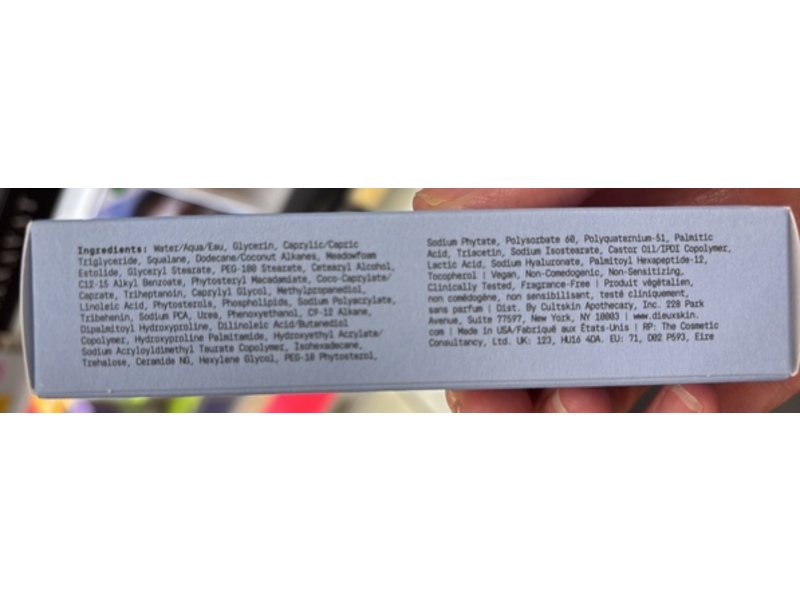 Ingredients: Water/Aqua/Eau, Glycerin, Caprylic/Capric
Triglyceride, Squalane, Dodecane/Coconut Alkanes, Meadowfoam
Estolide, Glyceryl Stearate, PEG-100 Stearate, Cetearyl Alcohol,
C12-15 Alkyl Benzoate, Phytosteryl Macadamiate, Coco-Caprylate/
Caprate, Triheptanoin, Caprylyl Glycol, Methylpropanediol,
Linoleic Acid, Phytosterols, Phospholipids, Sodium Polyacrylate,
Tribehenin, Sodium PCA, Urea, Phenoxyethanol, C9-12 Alkane,
Dipalmitoyl Hydroxyproline, Dilinoleic Acid/Butanediol
Copolymer, Hydroxyproline Palmitamide, Hydroxyethyl Acrylate/
Sodium Acryloyldimethyl Taurate Copolymer, Isohexadecane,
Trehalose, Ceramide NG, Hexylene Glycol, PEG-10 Phytosterol,
Sodium Phytate, Polysorbate 60, Polyquaternium-51, Palmitic
Acid, Triacetin, Sodium Isostearate, Castor Oil/IPDI Copolymer,
Lactic Acid, Sodium Hyaluronate, Palmitoyl Hexapeptide-12,
Tocopherol | Vegan, Non-Comedogenic, Non-Sensitizing,
Clinically Tested, Fragrance-Free | Produit végétalien,
non comédogène, non sensibilisant, testé cliniquement,
sans parfum | Dist. By Cultskin Apothecary, Inc. 228 Park
Avenue, Suite 77597, New York, NY 10003 | www.dieuxskin.
com | Made in USA/Fabriqué aux États-Unis | RP: The Cosmetic
Consultancy, Ltd. UK: 123, HU16 4DA. EU: 71, D02 P593, Eire